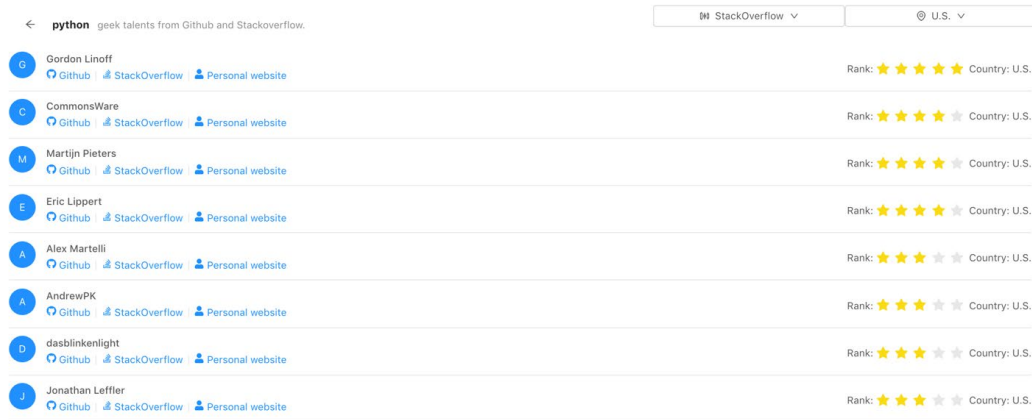 python geek talents from Github and Stackoverflow.
StackOverflow
U.S.
G
Gordon Linoff
Github StackOverflow Personal website
Rank: Country: U.S.
C
CommonsWare
Github StackOverflow Personal website
Rank: Country: U.S.
M
Martijn Pieters
Github StackOverflow Personal website
Rank: Country: U.S.
E
Eric Lippert
Github StackOverflow Personal website
Rank: Country: U.S.
A
Alex Martelli
Github StackOverflow Personal website
Rank: Country: U.S.
A
AndrewPK
Github StackOverflow Personal website
Rank: Country: U.S.
D
dasblinkenlight
Github StackOverflow Personal website
Rank: Country: U.S.
J
Jonathan Leffler
Github StackOverflow Personal website
Rank: Country: U.S.